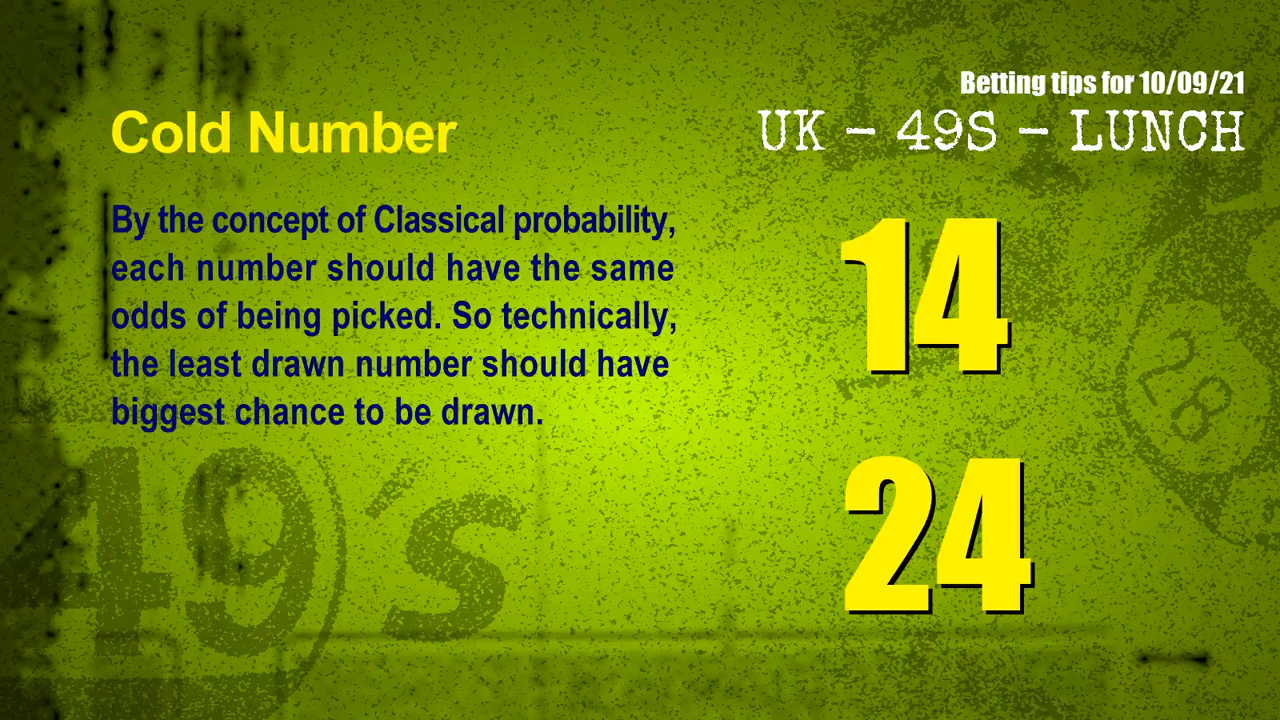 Betting tips for 10/09/21
UK - 49S - LUNCH
Cold Number
By the concept of Classical probability,
each number should have the same
odds of being picked. So technically,
the least drawn number should have
biggest chance to be drawn.
14
24
28
49's